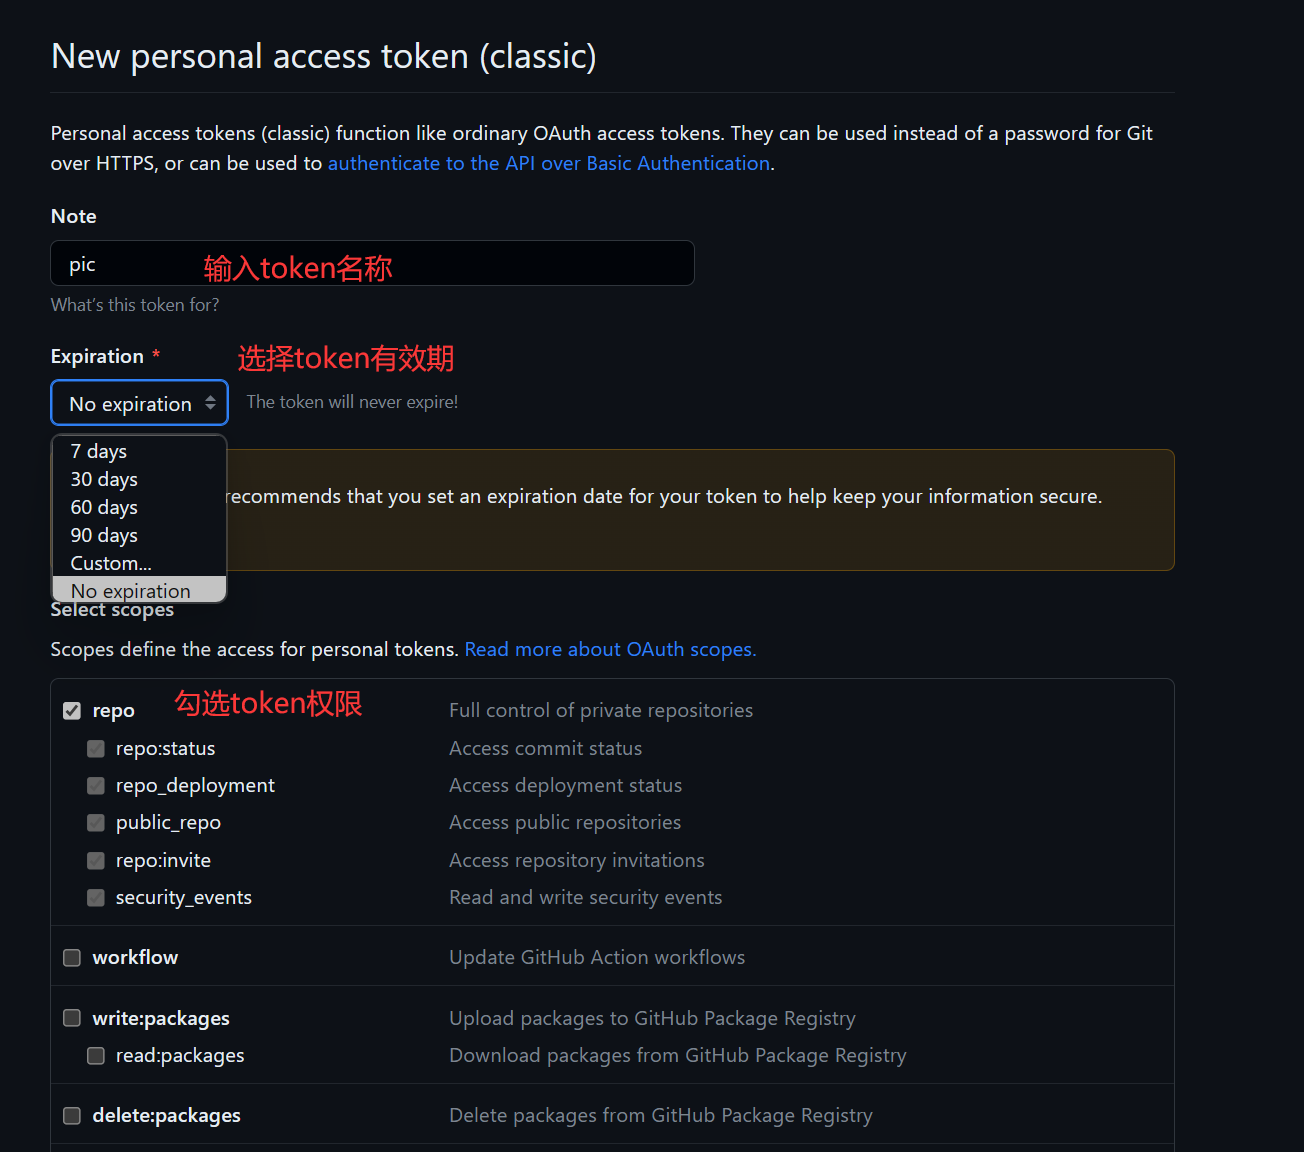 New personal access token (classic)
Personal access tokens (classic) function like ordinary OAuth access tokens. They can be used instead of a password for Git
over HTTPS, or can be used to authenticate to the API over Basic Authentication.
Note
pic 输入token名称
What's this token for?
Expiration * 选择token有效期
No expiration The token will never expire!
7 days
30 days
recommends that you set an expiration date for your token to help keep your information secure.
60 days
90 days
Custom...
No expiration
Select scopes
Scopes define the access for personal tokens. Read more about OAuth scopes.
repo 勾选token权限 Full control of private repositories
repo:status Access commit status
repo_deployment Access deployment status
public_repo Access public repositories
repo:invite Access repository invitations
security_events Read and write security events
workflow Update GitHub Action workflows
write:packages Upload packages to GitHub Package Registry
read:packages Download packages from GitHub Package Registry
delete:packages Delete packages from GitHub Package Registry